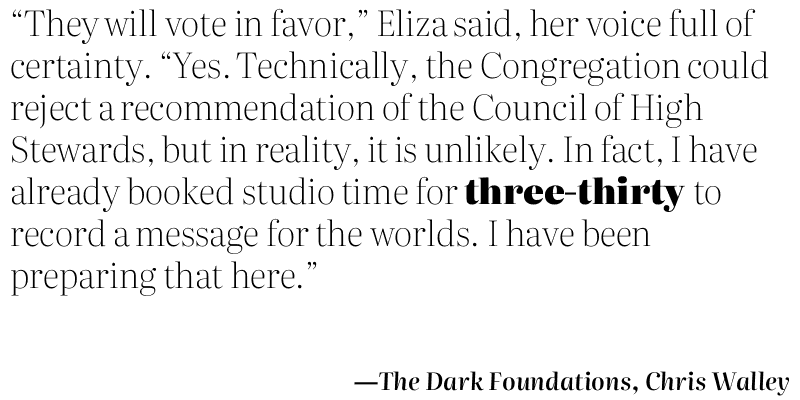 “They will vote in favor,” Eliza said, her voice full of
certainty. “Yes. Technically, the Congregation could
reject a recommendation of the Council of High
Stewards, but in reality, it is unlikely. In fact, I have
already booked studio time for three-thirty to
record a message for the worlds. I have been
preparing that here.”
—The Dark Foundations, Chris Walley